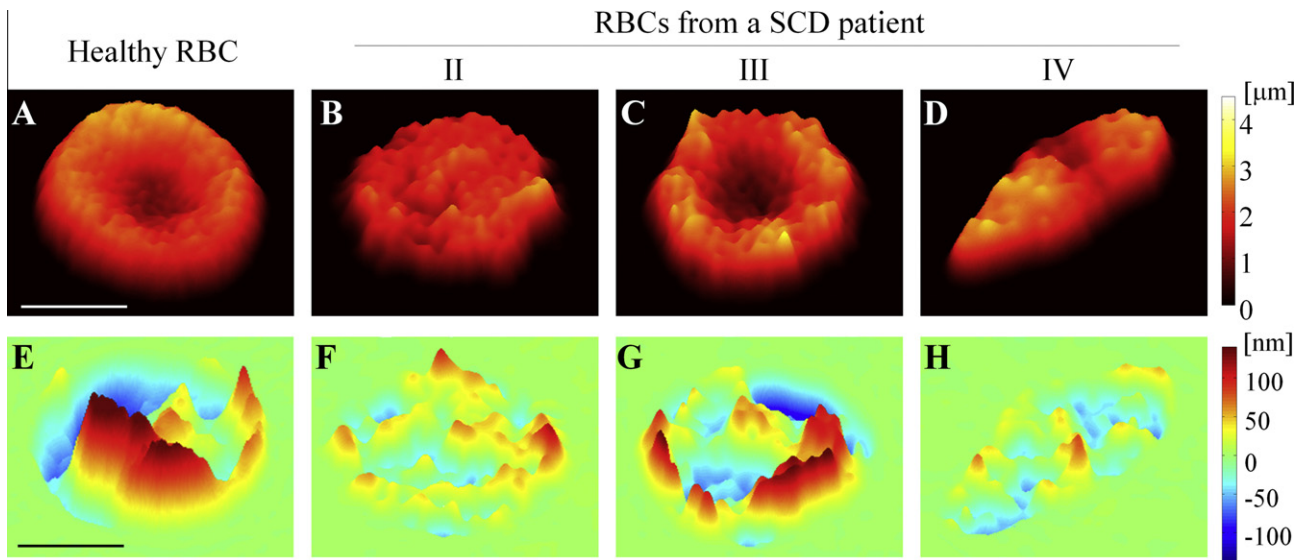 RBCs from a SCD patient
Healthy RBC
II III IV
A B C D [μm]
4
3
2
1
0
E F G H [nm]
100
50
0
-50
-100